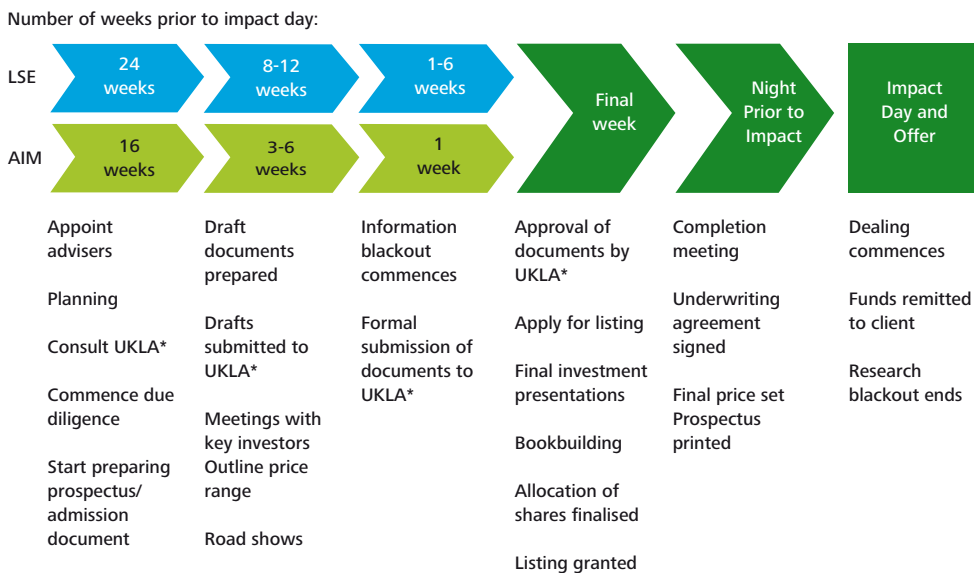 Number of weeks prior to impact day:
LSE
24
weeks
8-12
weeks
1-6
weeks
Final
week
Night
Prior to
Impact
Impact
Day and
Offer
AIM
16
weeks
3-6
weeks
1
week
Appoint
advisers
Planning
Consult UKLA*
Commence due
diligence
Start preparing
prospectus/
admission
document
Draft
documents
prepared
Drafts
submitted to
UKLA*
Meetings with
key investors
Outline price
range
Road shows
Information
blackout
commences
Formal
submission of
documents to
UKLA*
Approval of
documents by
UKLA*
Apply for listing
Final investment
presentations
Bookbuilding
Allocation of
shares finalised
Listing granted
Completion
meeting
Underwriting
agreement
signed
Final price set
Prospectus
printed
Dealing
commences
Funds remitted
to client
Research
blackout ends